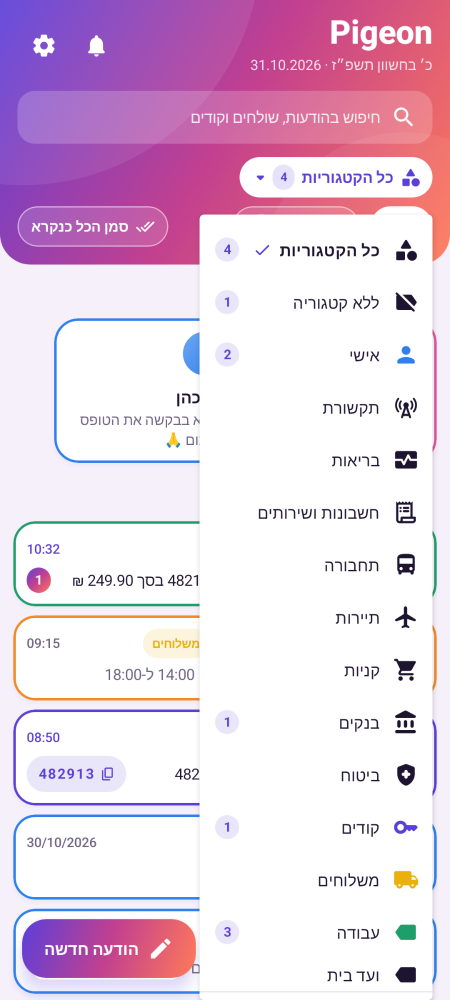 Pigeon
כ׳ בחשוון תשפ״ז · 31.10.2026
חיפוש בהודעות, שולחים וקודים
כל הקטגוריות 4
סמן הכל כנקרא
כל הקטגוריות 4
ללא קטגוריה 1
אישי 2
תקשורת
בריאות
חשבונות ושירותים
תחבורה
תיירות
קניות
בנקים 1
ביטוח
קודים 1
משלוחים
עבודה 3
ועד בית
כהן
א בבקשה את הטופס
ום 🙏
10:32
4821 בסך 249.90 ₪
1
09:15
משלוחים
14:00 ל-18:00
08:50
482
482913
30/10/2026
הודעה חדשה